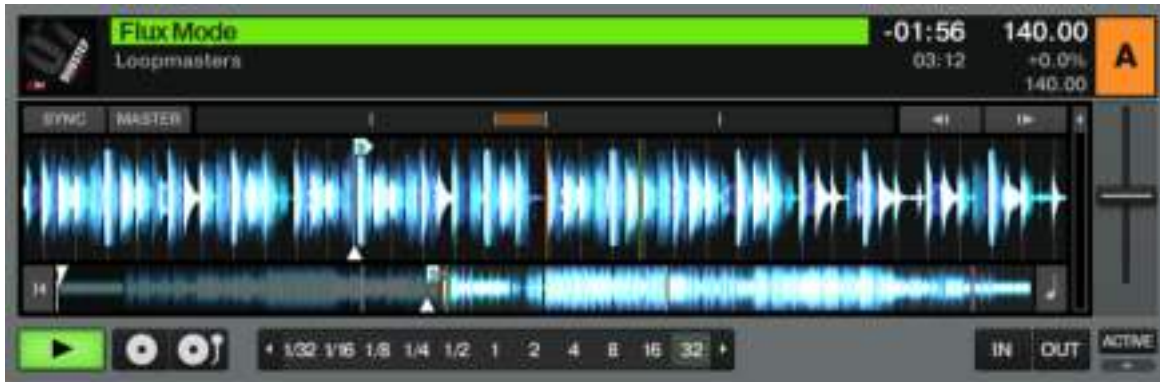 Flux Mode -01:56 140.00 A
Loopmasters 03:12 +0.0%
140.00
SYNC MASTER
1/32 1/16 1/8 1/4 1/2 1 2 4 8 16 32 IN OUT ACTIVE